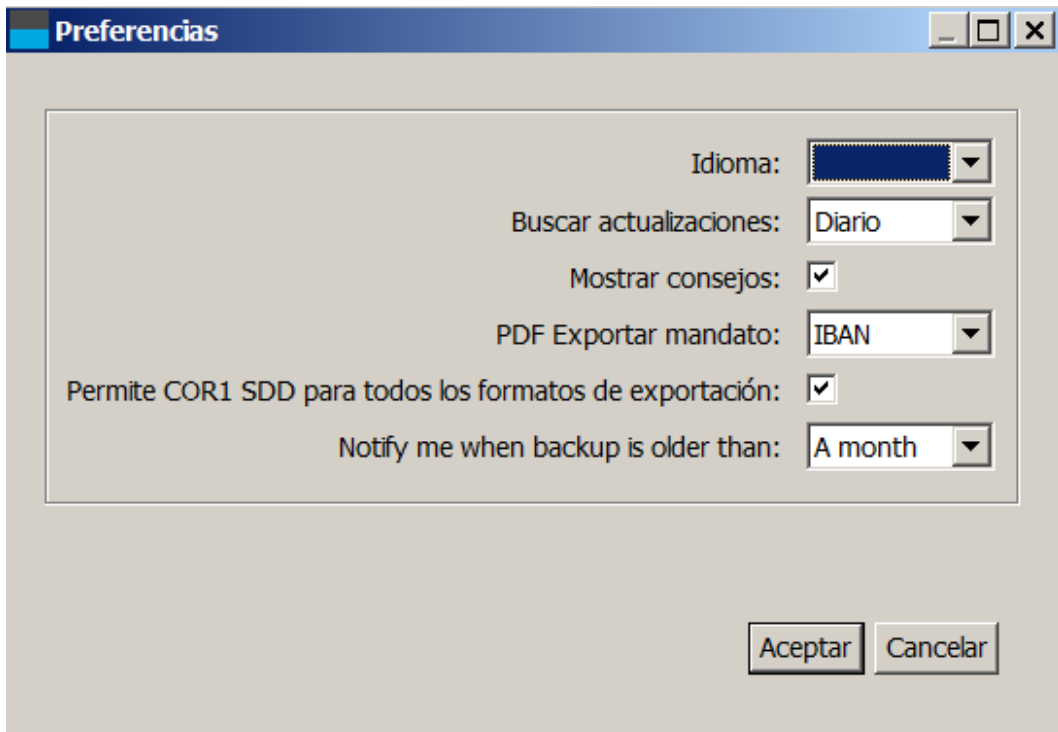 Preferencias
Idioma:
Buscar actualizaciones: Diario
Mostrar consejos:
PDF Exportar mandato: IBAN
Permite COR1 SDD para todos los formatos de exportación:
Notify me when backup is older than: A month
Aceptar Cancelar